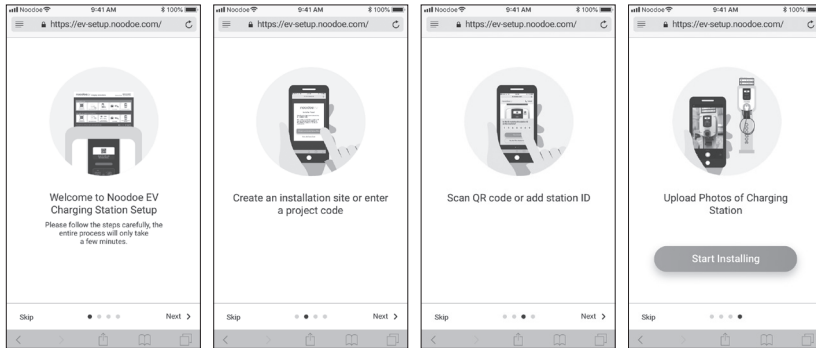 Noodoe 9:41 AM 100%
https://ev-setup.noodoe.com/
Welcome to Noodoe EV
Charging Station Setup
Please follow the steps carefully, the
entire process will only take
a few minutes.
Skip Next >
Noodoe 9:41 AM 100%
https://ev-setup.noodoe.com/
Create an installation site or enter
a project code
Skip Next >
Noodoe 9:41 AM 100%
https://ev-setup.noodoe.com/
Scan QR code or add station ID
Skip Next >
Noodoe 9:41 AM 100%
https://ev-setup.noodoe.com/
Upload Photos of Charging
Station
Start Installing
Skip